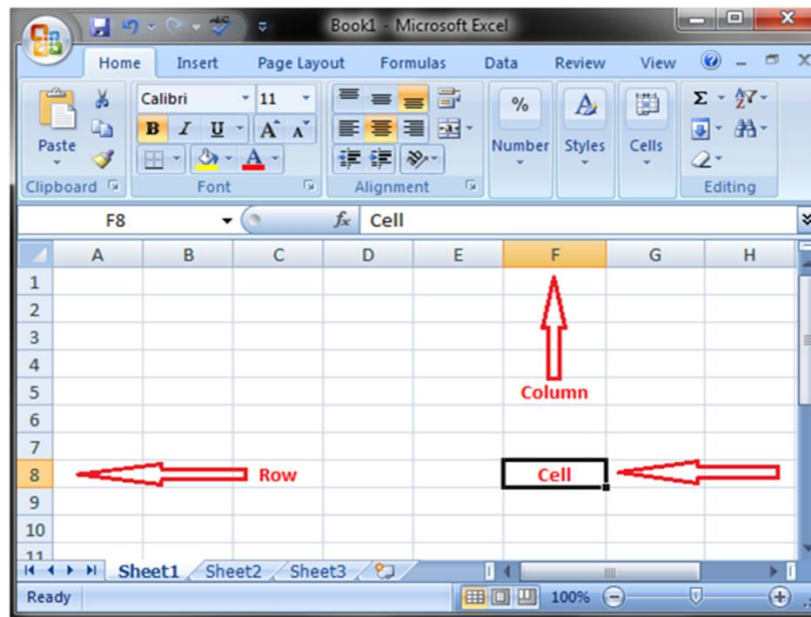 Book1 - Microsoft Excel
Home Insert Page Layout Formulas Data Review View
Calibri 11
Paste
B I U A A
A
% A
Number Styles Cells
Σ
Clipboard Font Alignment Editing
F8 fx Cell
A B C D E F G H
1
2
3
4
5 Column
6
7
8 Row Cell
9
10
11
Sheet1 Sheet2 Sheet3
Ready 100%